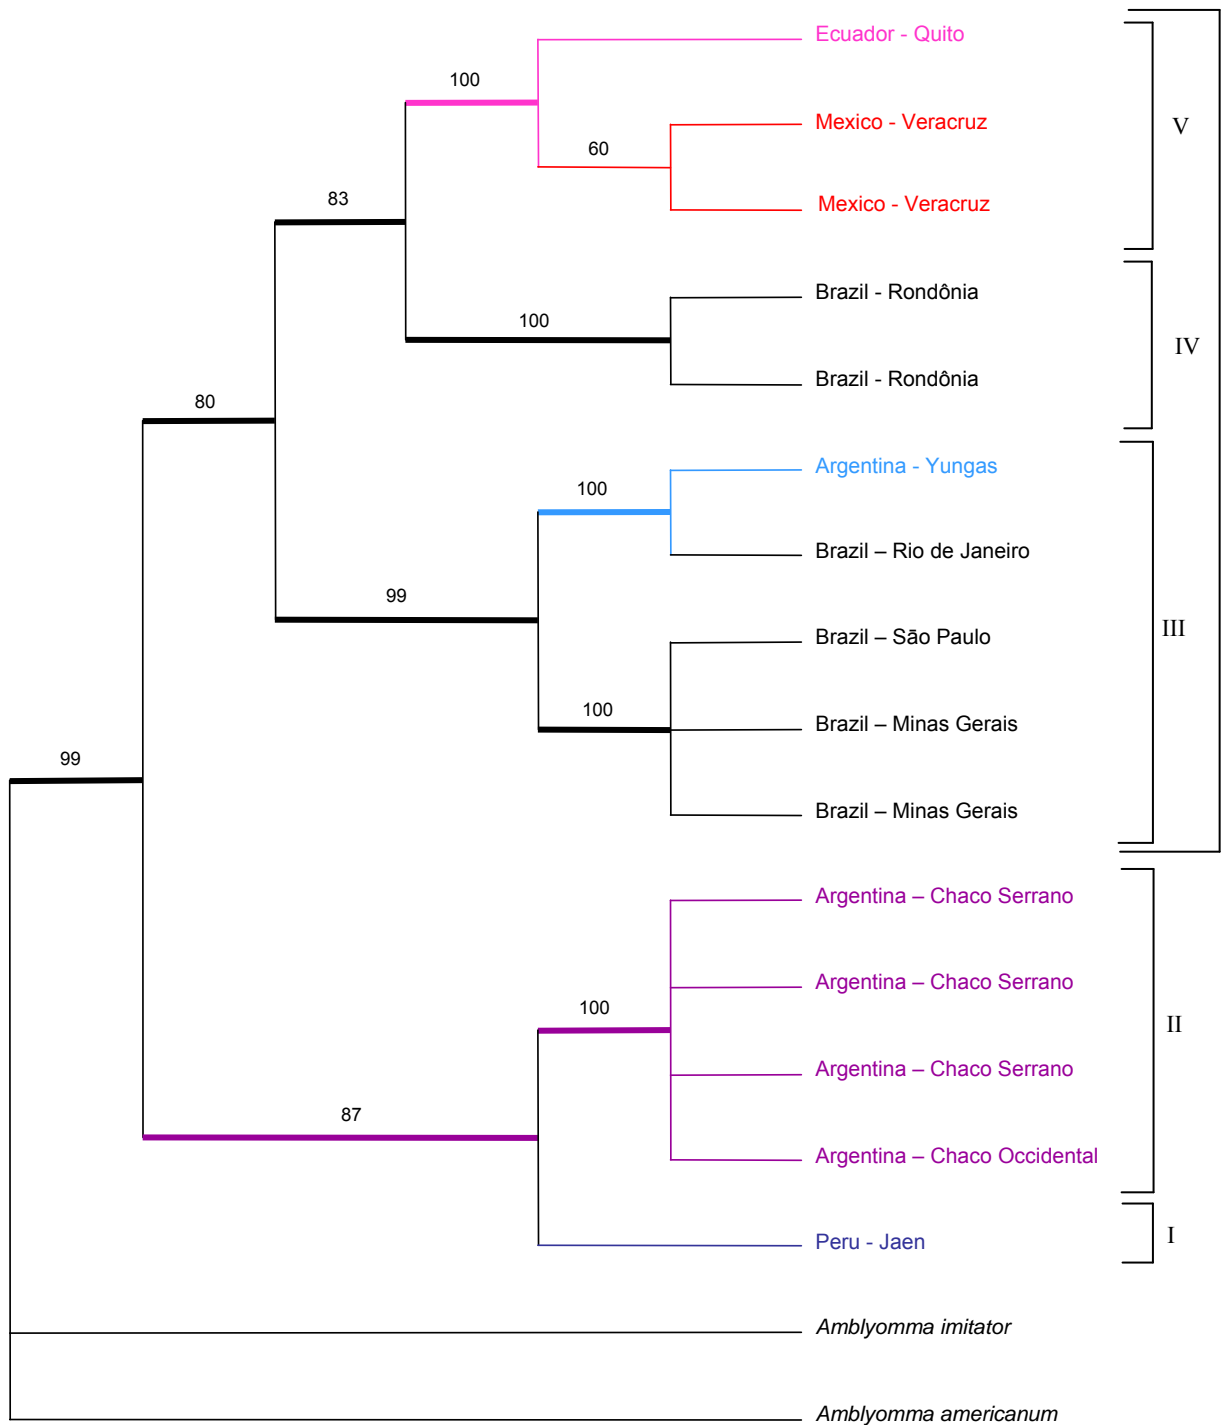 Ecuador - Quito
100
Mexico - Veracruz
V
60
83
Mexico - Veracruz
Brazil - Rondônia
100
IV
Brazil - Rondônia
80
Argentina - Yungas
100
Brazil – Rio de Janeiro
99
III
Brazil – São Paulo
100
Brazil – Minas Gerais
99
Brazil – Minas Gerais
Argentina – Chaco Serrano
Argentina – Chaco Serrano
100
II
Argentina – Chaco Serrano
87
Argentina – Chaco Occidental
Peru - Jaen
I
Amblyomma imitator
Amblyomma americanum